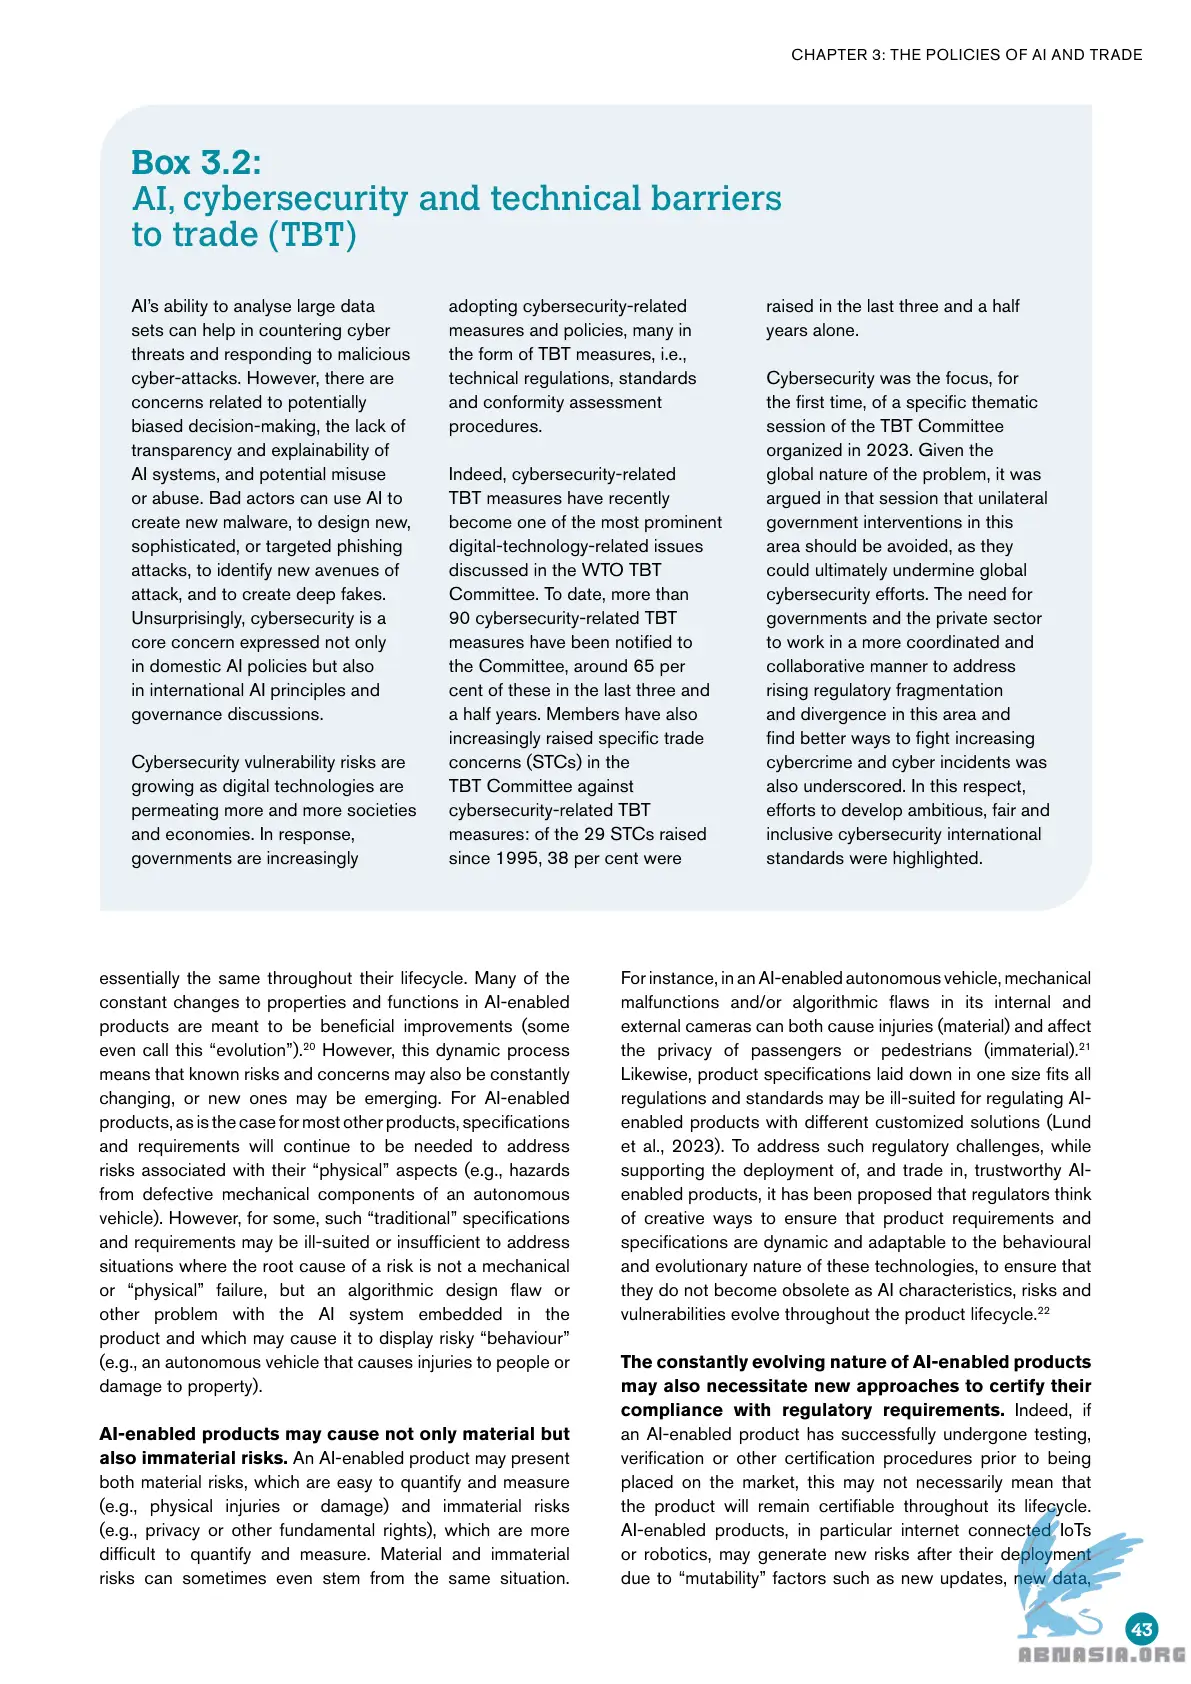 CHAPTER 3: THE POLICIES OF AI AND TRADE
Box 3.2:
AI, cybersecurity and technical barriers
to trade (TBT)
AI’s ability to analyse large data
sets can help in countering cyber
threats and responding to malicious
cyber-attacks. However, there are
concerns related to potentially
biased decision-making, the lack of
transparency and explainability of
AI systems, and potential misuse
or abuse. Bad actors can use AI to
create new malware, to design new,
sophisticated, or targeted phishing
attacks, to identify new avenues of
attack, and to create deep fakes.
Unsurprisingly, cybersecurity is a
core concern expressed not only
in domestic AI policies but also
in international AI principles and
governance discussions.
Cybersecurity vulnerability risks are
growing as digital technologies are
permeating more and more societies
and economies. In response,
governments are increasingly
adopting cybersecurity-related
measures and policies, many in
the form of TBT measures, i.e.,
technical regulations, standards
and conformity assessment
procedures.
Indeed, cybersecurity-related
TBT measures have recently
become one of the most prominent
digital-technology-related issues
discussed in the WTO TBT
Committee. To date, more than
90 cybersecurity-related TBT
measures have been notified to
the Committee, around 65 per
cent of these in the last three and
a half years. Members have also
increasingly raised specific trade
concerns (STCs) in the
TBT Committee against
cybersecurity-related TBT
measures: of the 29 STCs raised
since 1995, 38 per cent were
raised in the last three and a half
years alone.
Cybersecurity was the focus, for
the first time, of a specific thematic
session of the TBT Committee
organized in 2023. Given the
global nature of the problem, it was
argued in that session that unilateral
government interventions in this
area should be avoided, as they
could ultimately undermine global
cybersecurity efforts. The need for
governments and the private sector
to work in a more coordinated and
collaborative manner to address
rising regulatory fragmentation
and divergence in this area and
find better ways to fight increasing
cybercrime and cyber incidents was
also underscored. In this respect,
efforts to develop ambitious, fair and
inclusive cybersecurity international
standards were highlighted.
essentially the same throughout their lifecycle. Many of the
constant changes to properties and functions in AI-enabled
products are meant to be beneficial improvements (some
even call this “evolution”).20 However, this dynamic process
means that known risks and concerns may also be constantly
changing, or new ones may be emerging. For AI-enabled
products, as is the case for most other products, specifications
and requirements will continue to be needed to address
risks associated with their “physical” aspects (e.g., hazards
from defective mechanical components of an autonomous
vehicle). However, for some, such “traditional” specifications
and requirements may be ill-suited or insufficient to address
situations where the root cause of a risk is not a mechanical
or “physical” failure, but an algorithmic design flaw or
other problem with the AI system embedded in the
product and which may cause it to display risky “behaviour”
(e.g., an autonomous vehicle that causes injuries to people or
damage to property).
AI-enabled products may cause not only material but
also immaterial risks. An AI-enabled product may present
both material risks, which are easy to quantify and measure
(e.g., physical injuries or damage) and immaterial risks
(e.g., privacy or other fundamental rights), which are more
difficult to quantify and measure. Material and immaterial
risks can sometimes even stem from the same situation.
For instance, in an AI-enabled autonomous vehicle, mechanical
malfunctions and/or algorithmic flaws in its internal and
external cameras can both cause injuries (material) and affect
the privacy of passengers or pedestrians (immaterial).21
Likewise, product specifications laid down in one size fits all
regulations and standards may be ill-suited for regulating AI-
enabled products with different customized solutions (Lund
et al., 2023). To address such regulatory challenges, while
supporting the deployment of, and trade in, trustworthy AI-
enabled products, it has been proposed that regulators think
of creative ways to ensure that product requirements and
specifications are dynamic and adaptable to the behavioural
and evolutionary nature of these technologies, to ensure that
they do not become obsolete as AI characteristics, risks and
vulnerabilities evolve throughout the product lifecycle.22
The constantly evolving nature of AI-enabled products
may also necessitate new approaches to certify their
compliance with regulatory requirements. Indeed, if
an AI-enabled product has successfully undergone testing,
verification or other certification procedures prior to being
placed on the market, this may not necessarily mean that
the product will remain certifiable throughout its lifecycle.
AI-enabled products, in particular internet connected IoTs
or robotics, may generate new risks after their deployment
due to “mutability” factors such as new updates, new data,
43
ABNASIA.ORG